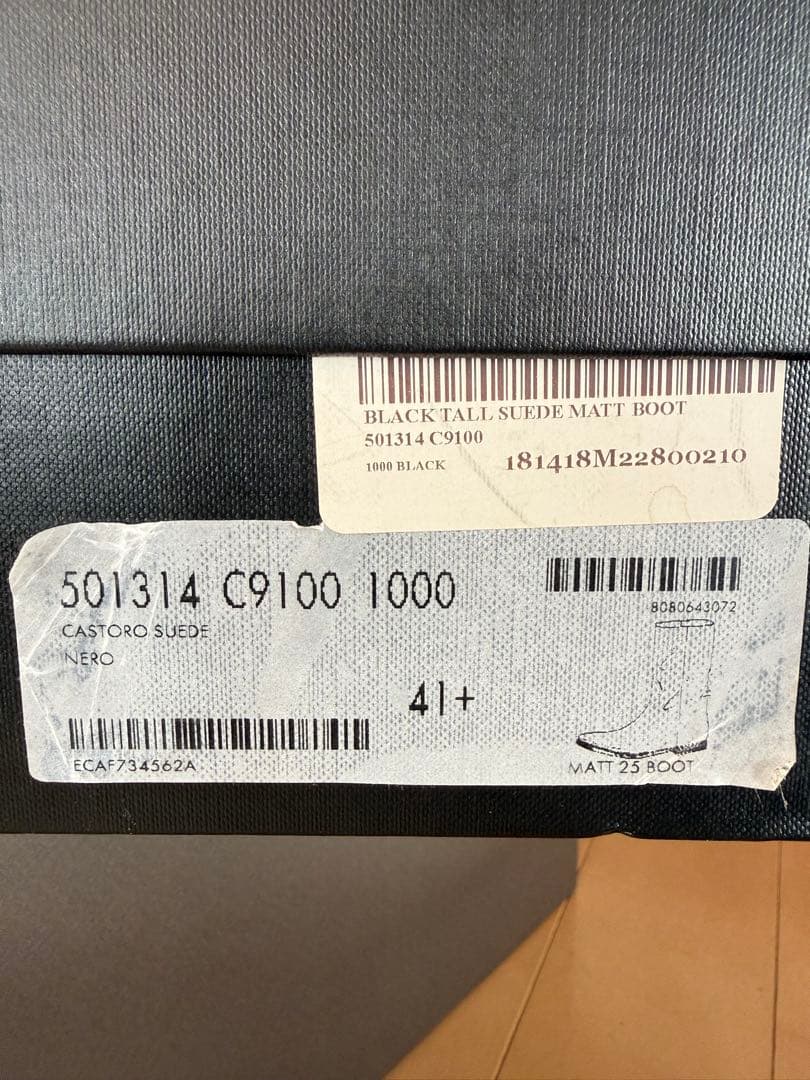 BLACK TALL SUEDE MATT BOOT
501314 C9100
1000 BLACK 181418M22800210
501314 C9100 1000
8080643072
CASTORO SUEDE
NERO
41+
ECAF734562A
MATT 25 BOOT